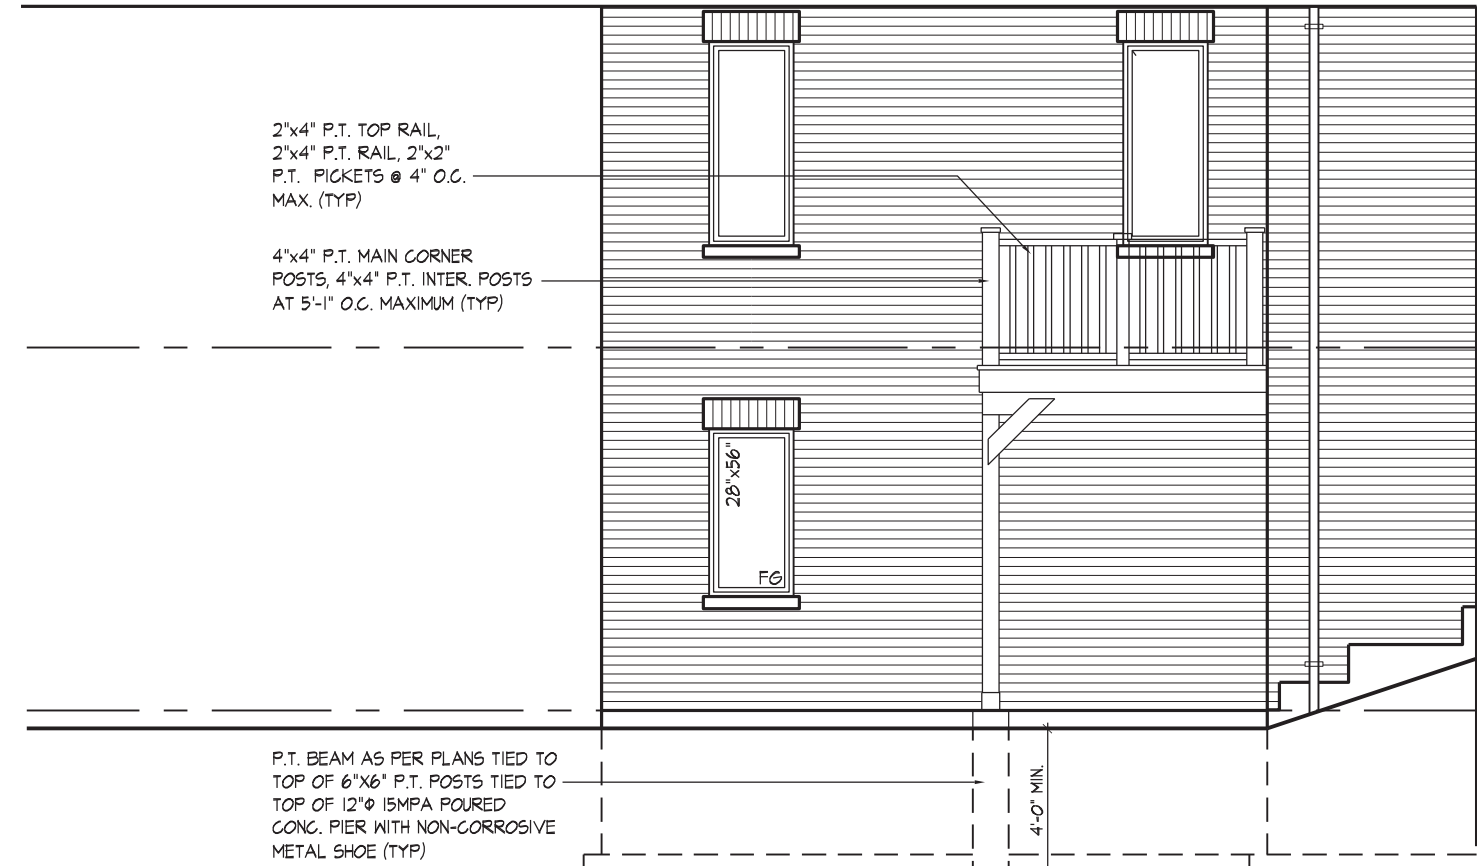 2"x4" P.T. TOP RAIL,
2"x4" P.T. RAIL, 2"x2"
P.T. PICKETS @ 4" O.C.
MAX. (TYP)
4"x4" P.T. MAIN CORNER
POSTS, 4"x4" P.T. INTER. POSTS
AT 5'-1" O.C. MAXIMUM (TYP)
28"x56"
FG
P.T. BEAM AS PER PLANS TIED TO
TOP OF 6"X6" P.T. POSTS TIED TO
TOP OF 12"Φ 15MPA POURED
CONC. PIER WITH NON-CORROSIVE
METAL SHOE (TYP)
4'-0" MIN.